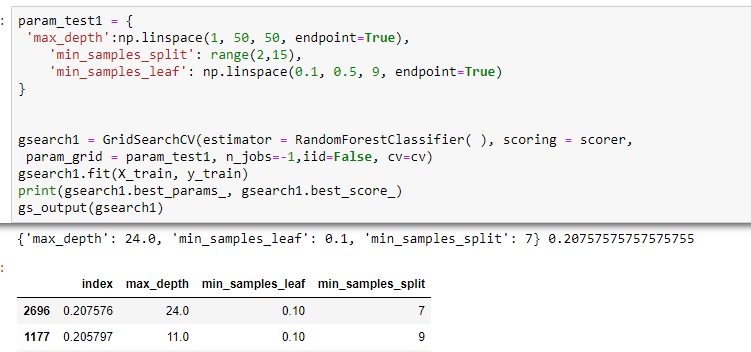 : param_test1 = {
'max_depth':np.linspace(1, 50, 50, endpoint=True),
'min_samples_split': range(2,15),
'min_samples_leaf': np.linspace(0.1, 0.5, 9, endpoint=True)
}
gsearch1 = GridSearchCV(estimator = RandomForestClassifier( ), scoring = scorer,
param_grid = param_test1, n_jobs=-1,iid=False, cv=cv)
gsearch1.fit(X_train, y_train)
print(gsearch1.best_params_, gsearch1.best_score_)
gs_output(gsearch1)
{'max_depth': 24.0, 'min_samples_leaf': 0.1, 'min_samples_split': 7} 0.20757575757575755
:
index max_depth min_samples_leaf min_samples_split
2696 0.207576 24.0 0.10 7
1177 0.205797 11.0 0.10 9